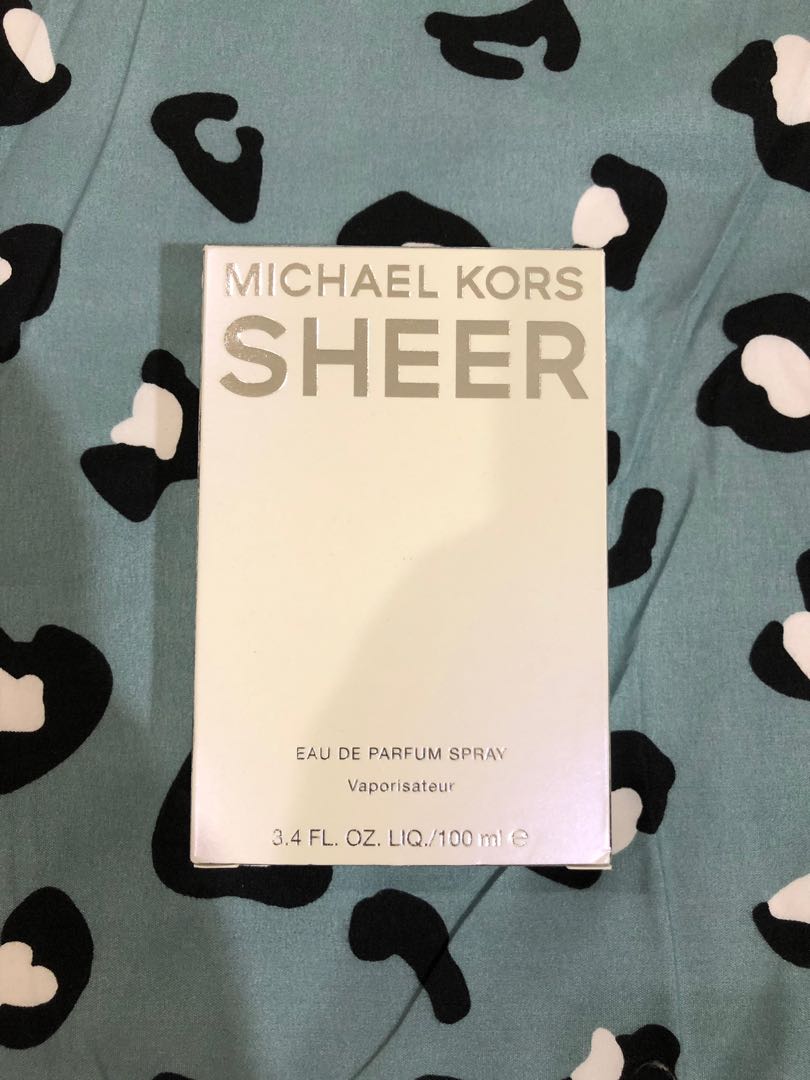 MICHAEL KORS
SHEER
EAU DE PARFUM SPRAY
Vaporisateur
3.4 FL. OZ. LIQ./100 ml ℮